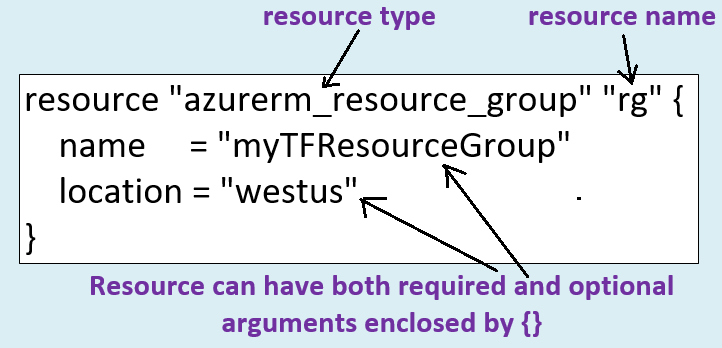 resource type
resource name
resource "azurerm_resource_group" "rg" {
name = "myTFResourceGroup"
location = "westus"
}
Resource can have both required and optional
arguments enclosed by {}